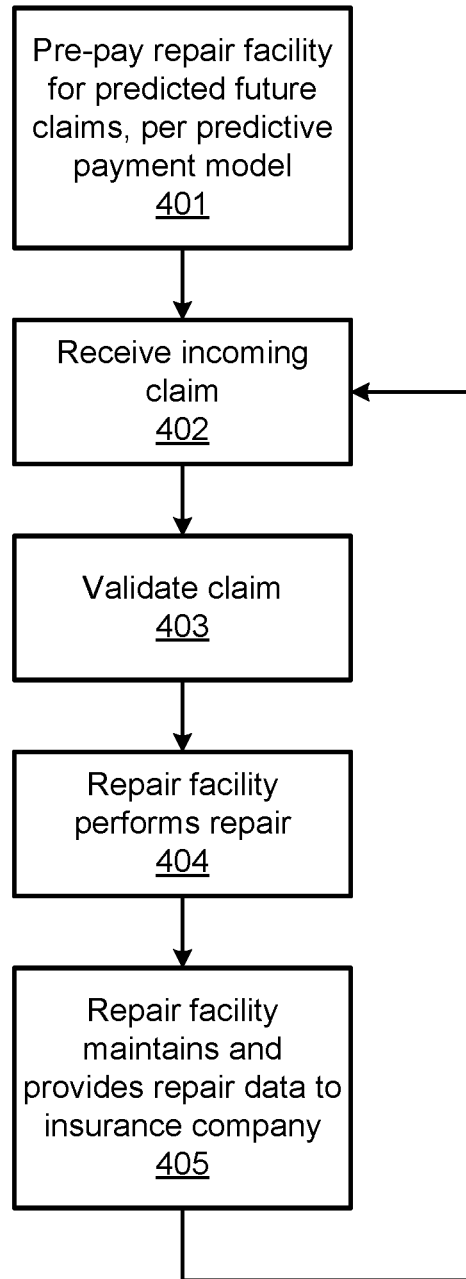 Pre-pay repair facility
for predicted future
claims, per predictive
payment model
401
Receive incoming
claim
402
Validate claim
403
Repair facility
performs repair
404
Repair facility
maintains and
provides repair data to
insurance company
405